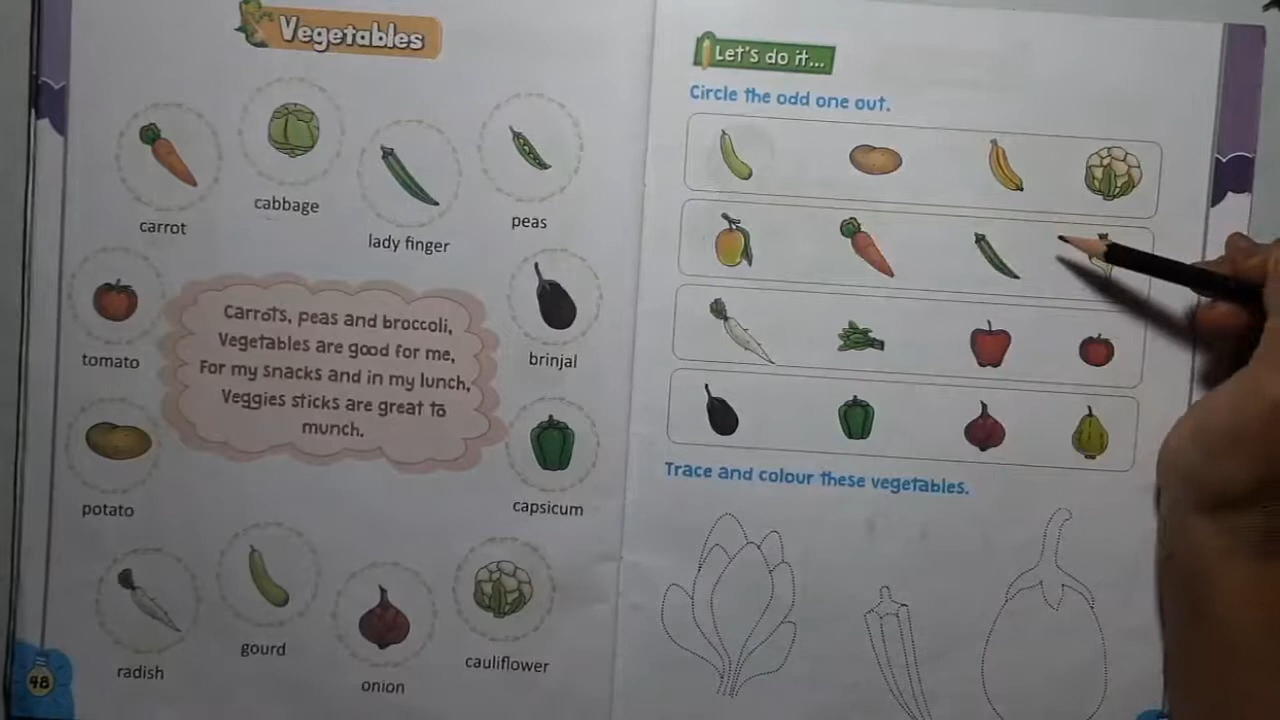 Vegetables
carrot
cabbage
lady finger
peas
tomato
brinjal
Carrots, peas and broccoli,
Vegetables are good for me,
For my snacks and in my lunch,
Veggies sticks are great to
munch.
potato
capsicum
radish
gourd
onion
cauliflower
48
Let's do it...
Circle the odd one out.
Trace and colour these vegetables.